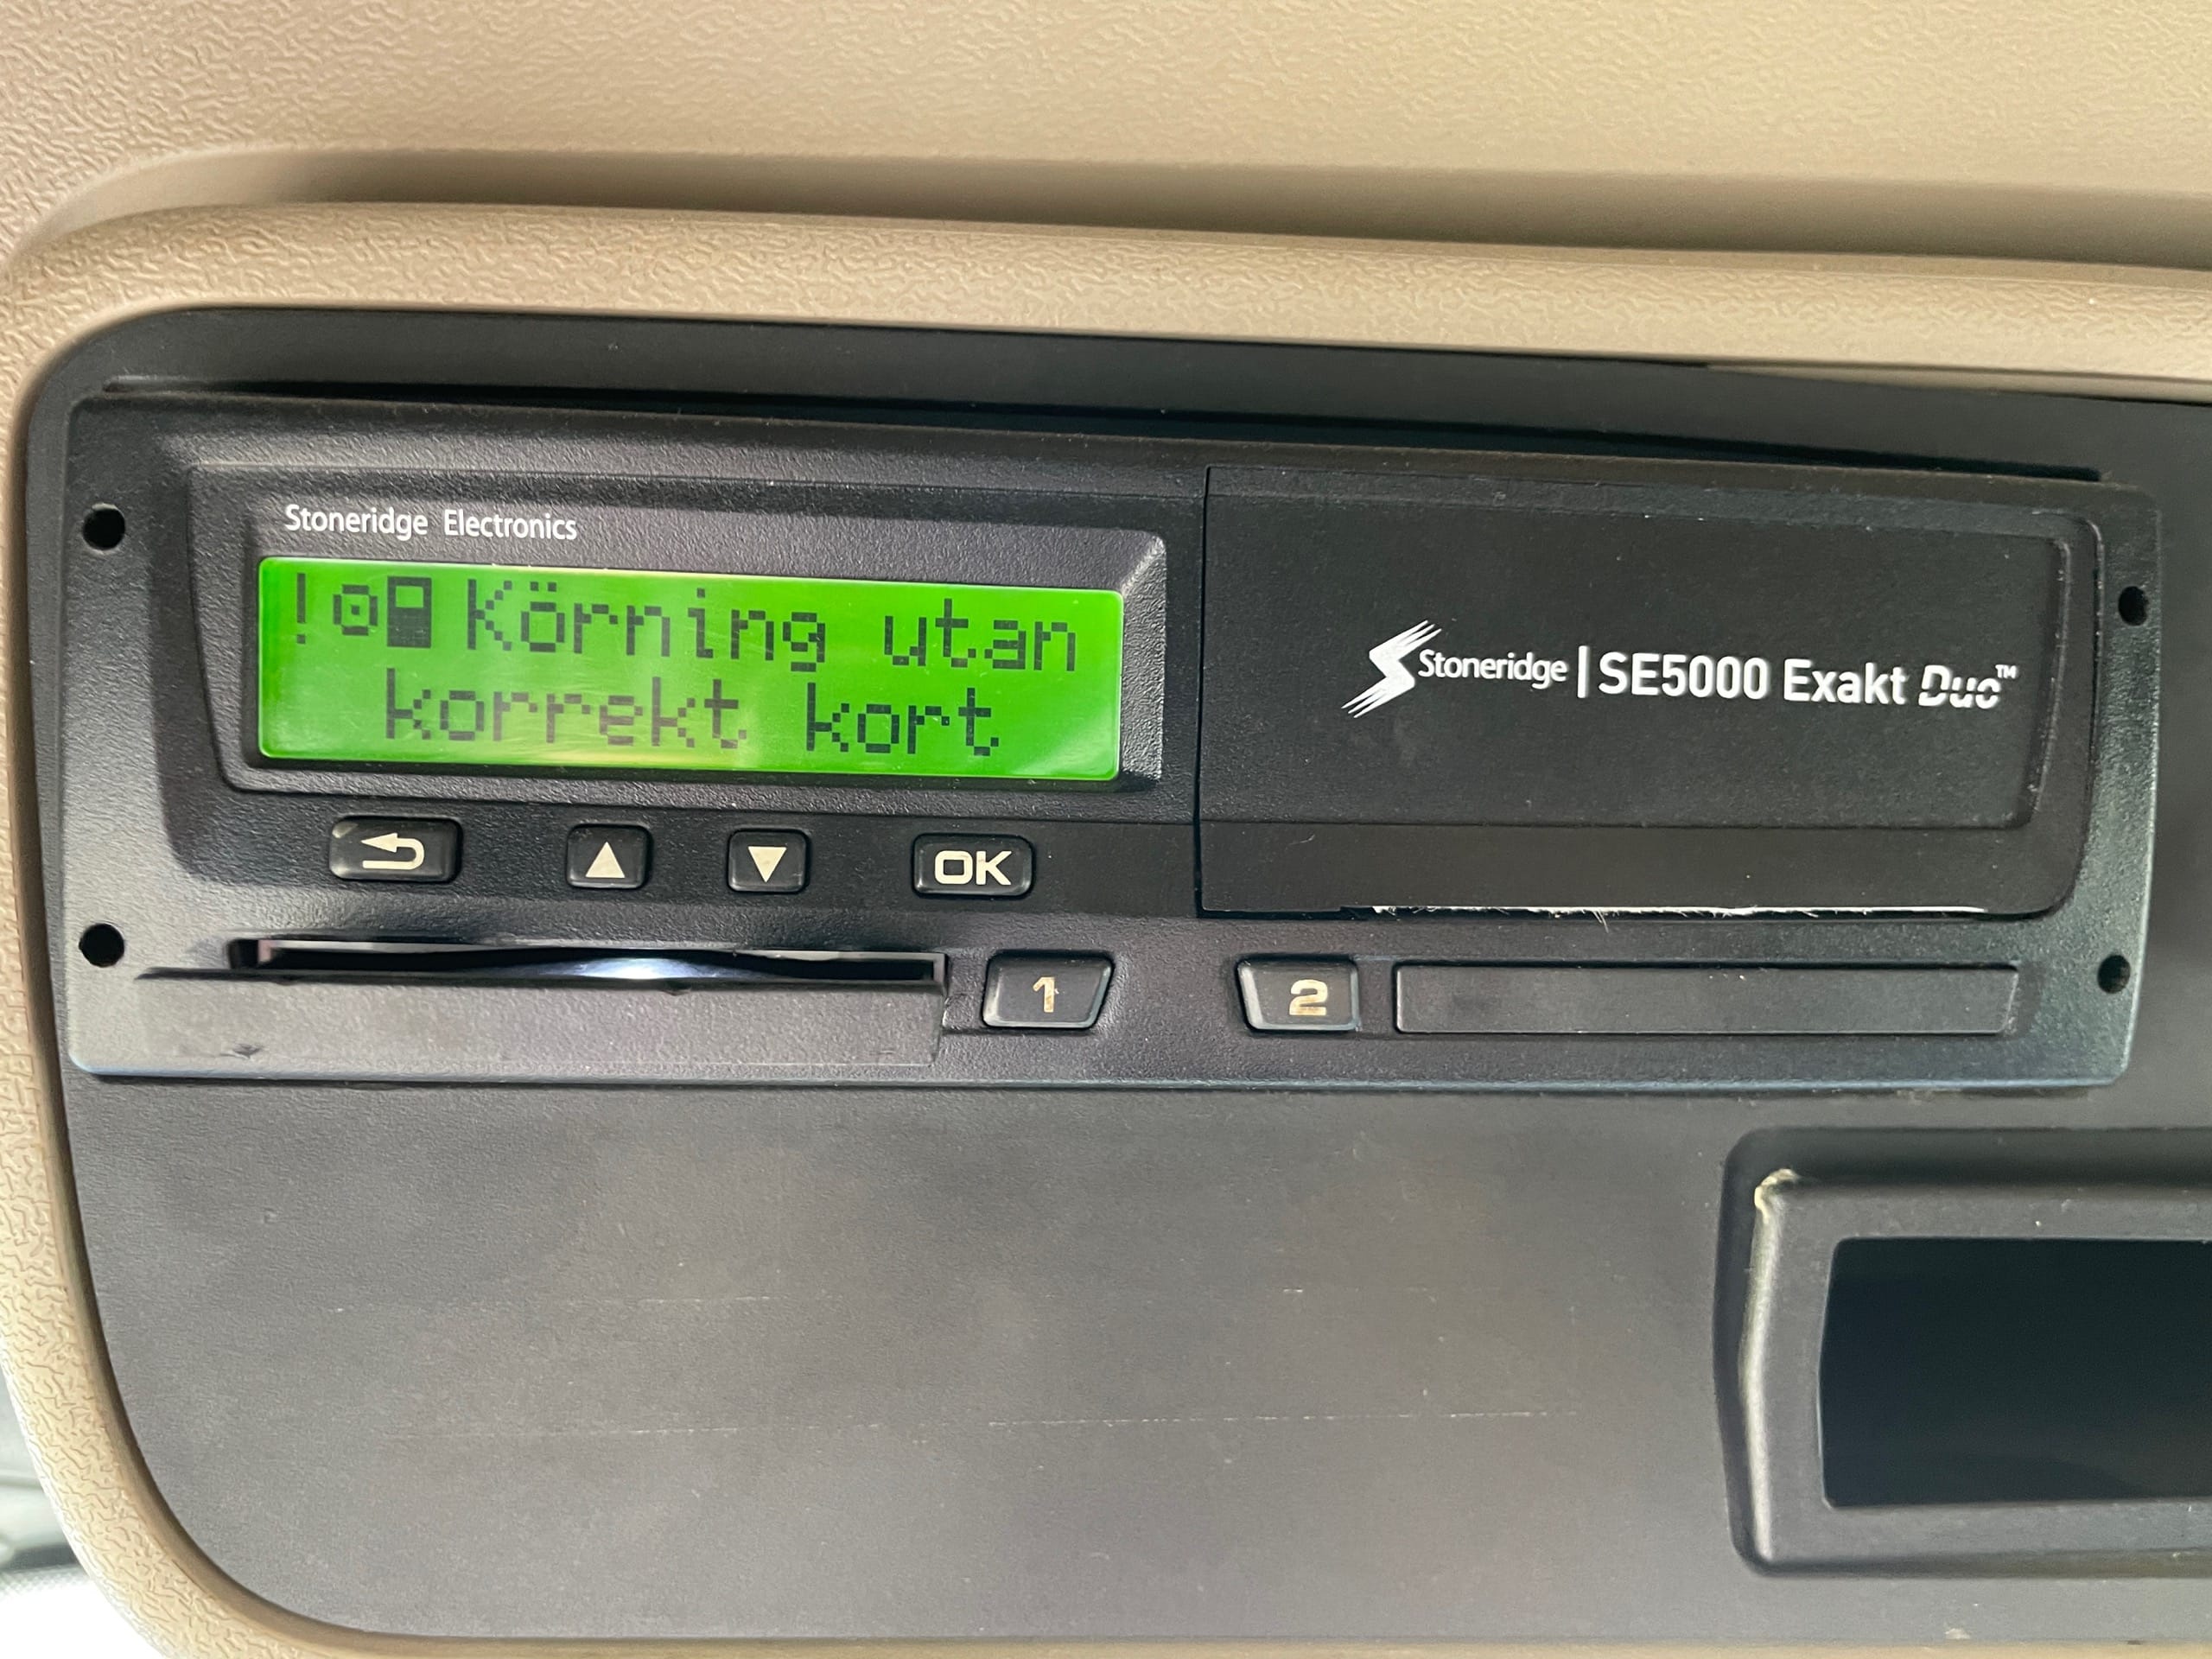 Stoneridge Electronics
! Körning utan
korrekt kort
Stoneridge | SE5000 Exakt Duo™
OK
1
2